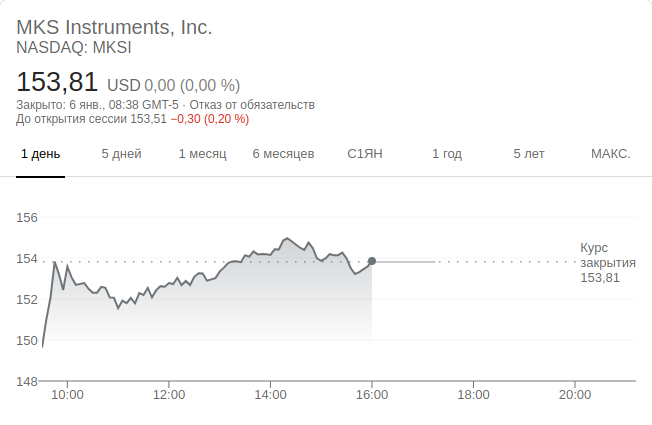 MKS Instruments, Inc.
NASDAQ: MKSI
153,81 USD 0,00 (0,00 %)
Закрыто: 6 янв., 08:38 GMT-5 · Отказ от обязательств
До открытия сессии 153,51 −0,30 (0,20 %)
1 день 5 дней 1 месяц 6 месяцев С1ЯН 1 год 5 лет МАКС.
156
154
152
150
148
Курс
закрытия
153,81
10:00 12:00 14:00 16:00 18:00 20:00